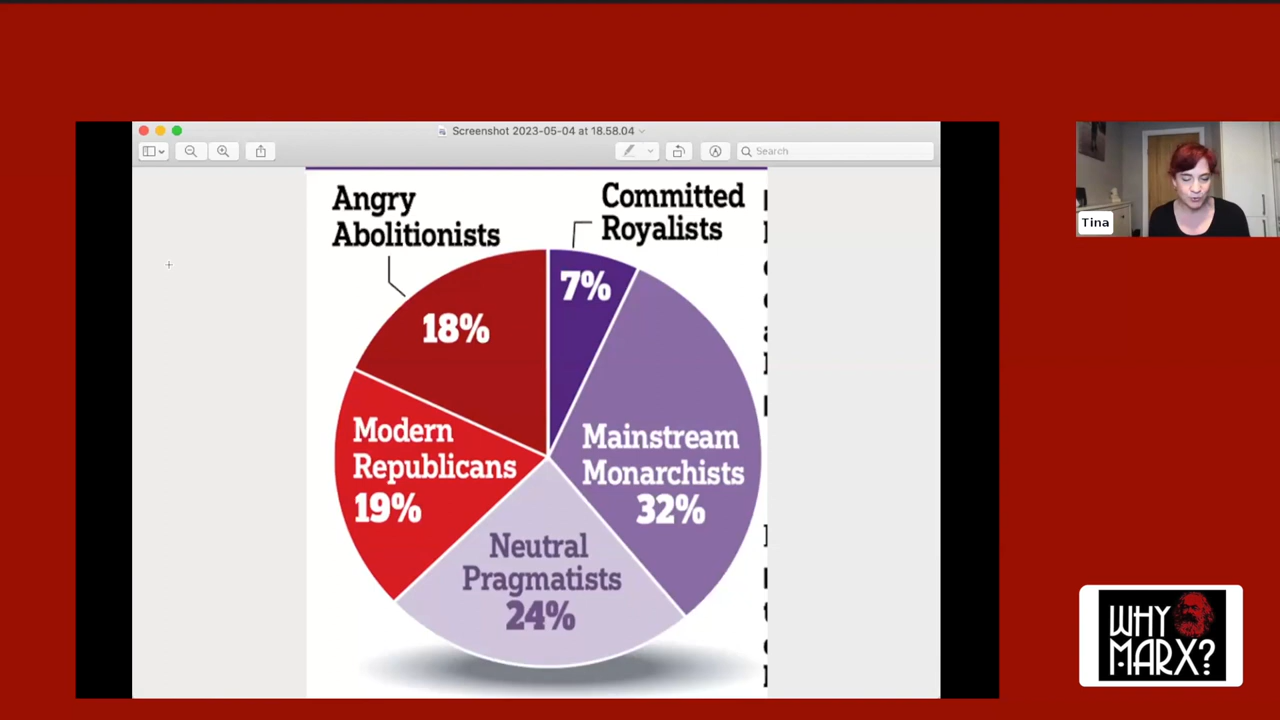 Screenshot 2023-05-04 at 18.58.04
Search
Angry
Abolitionists
Committed
Royalists
7%
18%
Modern
Republicans
19%
Mainstream
Monarchists
32%
Neutral
Pragmatists
24%
Tina
WHY
MARX?